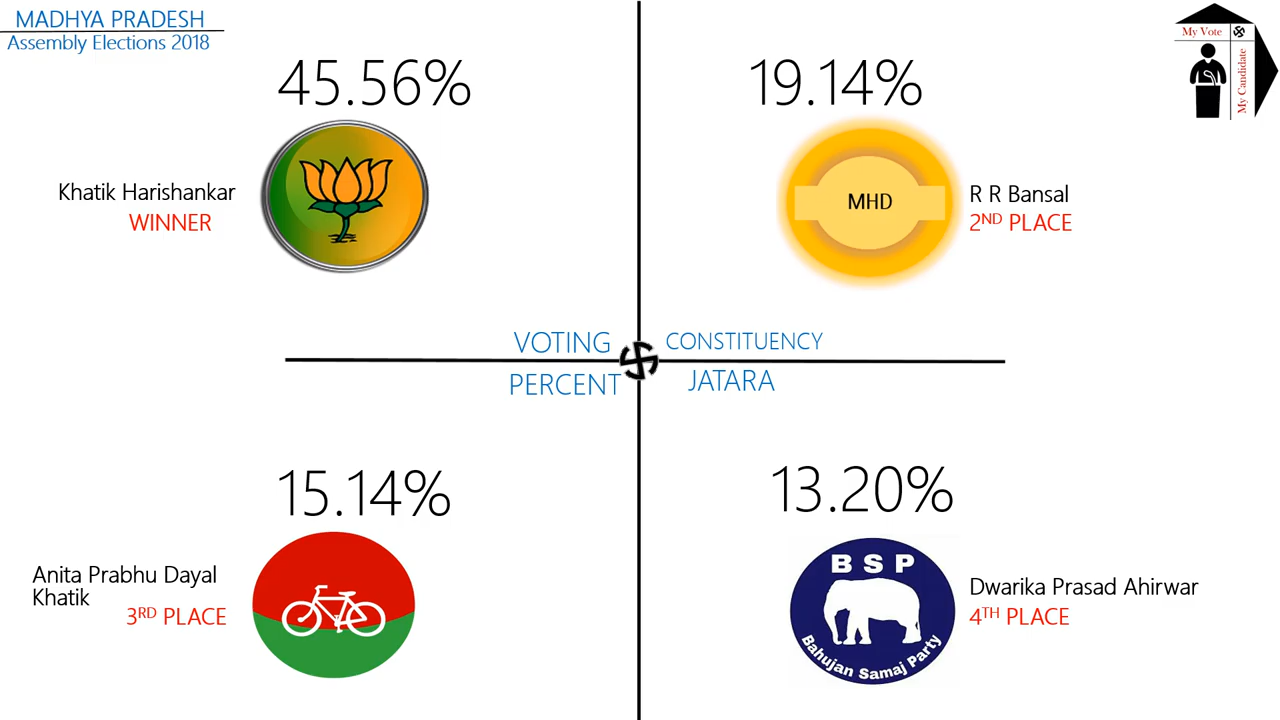 MADHYA PRADESH
Assembly Elections 2018
My Vote
My Candidate
45.56%
Khatik Harishankar
WINNER
19.14%
MHD
R R Bansal
2ND PLACE
VOTING
PERCENT
CONSTITUENCY
JATARA
15.14%
Anita Prabhu Dayal
Khatik
3RD PLACE
13.20%
BSP
Bahujan Samaj Party
Dwarika Prasad Ahirwar
4TH PLACE